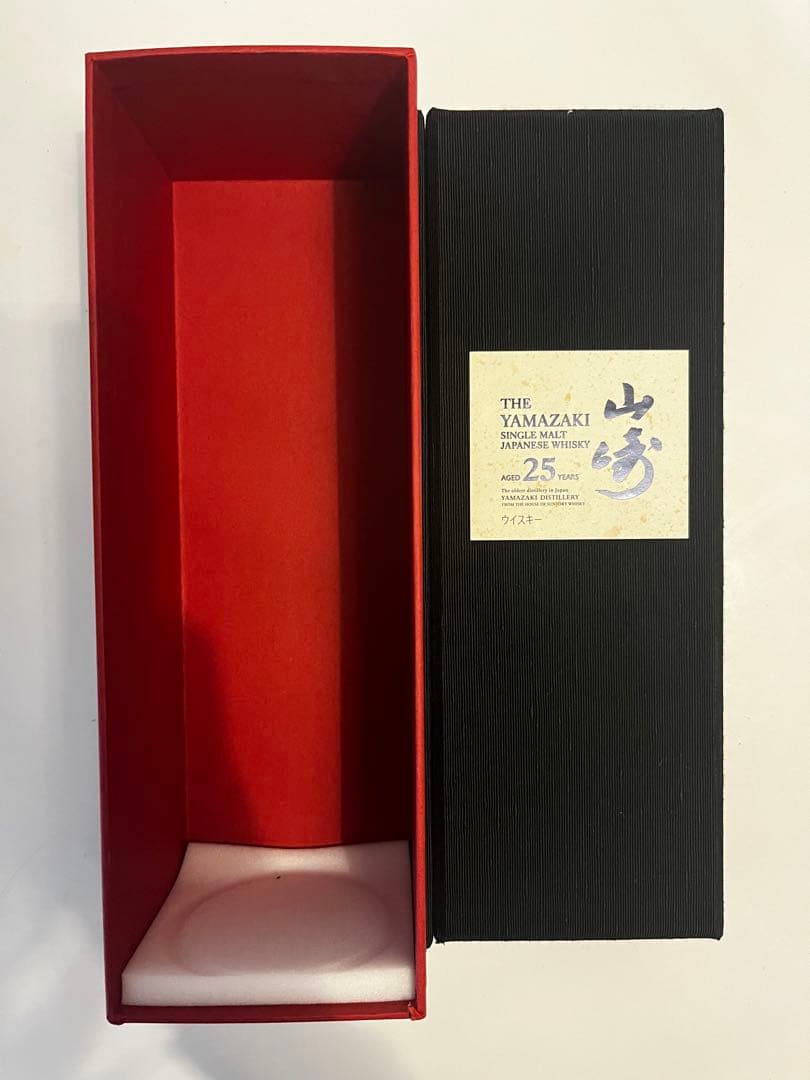 THE
YAMAZAKI
SINGLE MALT
JAPANESE WHISKY
AGED 25 YEARS
The oldest distillery in Japan
YAMAZAKI DISTILLERY
FROM THE HOUSE OF SUNTORY WHISKY
ウイスキー
山崎